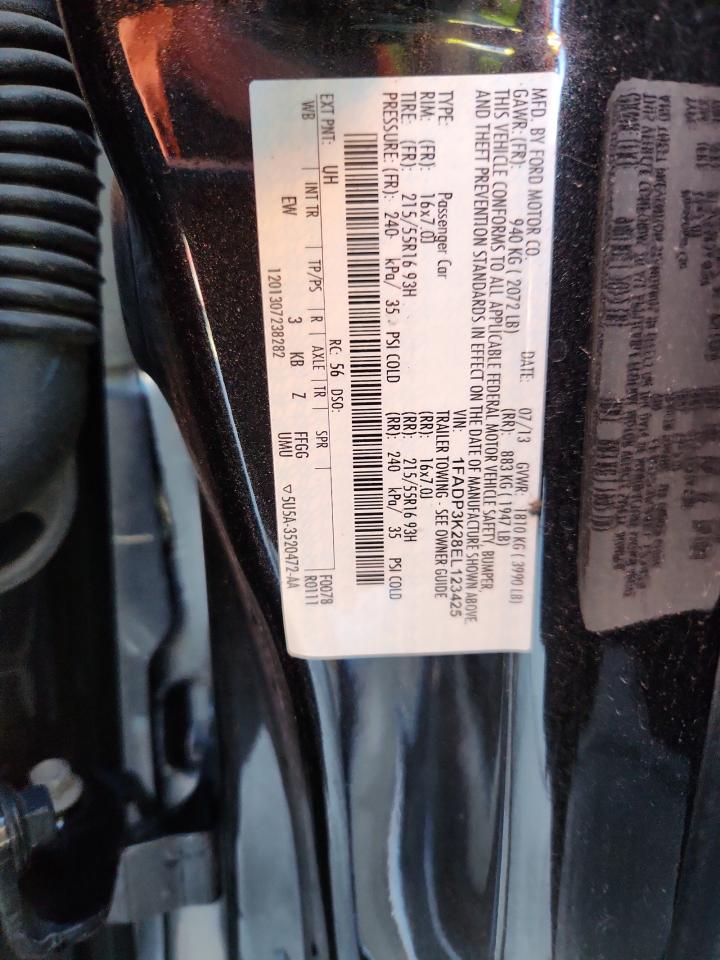 MFD. BY FORD MOTOR CO.
DATE: 07/13 GVWR: 1810 KG ( 3990 LB)
GAWR: (FR): 940 KG ( 2072 LB) (RR): 883 KG ( 1947 LB)
THIS VEHICLE CONFORMS TO ALL APPLICABLE FEDERAL MOTOR VEHICLE SAFETY, BUMPER,
AND THEFT PREVENTION STANDARDS IN EFFECT ON THE DATE OF MANUFACTURE SHOWN ABOVE.
VIN: 1FADP3K28EL123425
TYPE: Passenger Car TRAILER TOWING - SEE OWNER GUIDE
RIM: (FR): 16x7.0J (RR): 16x7.0J
TIRE: (FR): 215/55R16 93H (RR): 215/55R16 93H
PRESSURE: (FR): 240 kPa/ 35 PSI COLD (RR): 240 kPa/ 35 PSI COLD
RC: 56 DSO: F0078
EXT PNT: UH R0111
WB INT TR TP/PS R AXLE TR SPR
EW 3 KB Z FFGG
UMU
1201307238282 ▽5U5A-3520472-AA